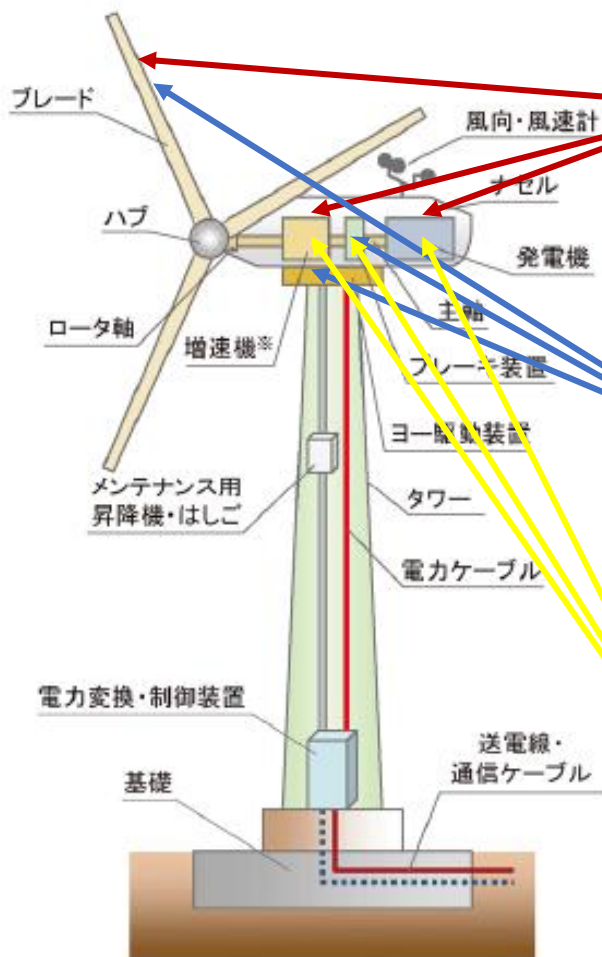 ブレード
風向・風速計
ナセル
ハブ
発電機
主軸
ロータ軸
増速機※
ブレーキ装置
ヨー駆動装置
メンテナンス用
昇降機・はしご
タワー
電力ケーブル
電力変換・制御装置
送電線・
通信ケーブル
基礎